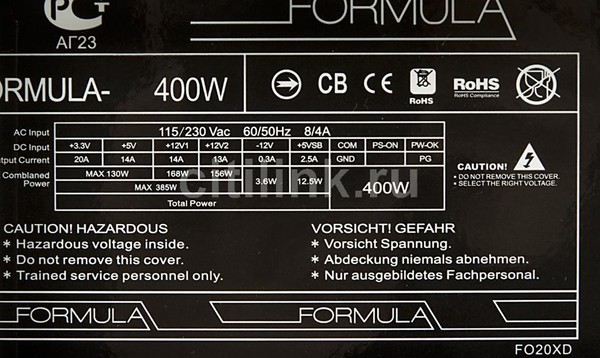 РСТ
АГ23
FORMULA
ORMULA- 400W
CB CE RoHS RoHS
RoHS Compliance
AC Input 115/230 Vac 60/50Hz 8/4A
DC Input +3.3V +5V +12V1 +12V2 -12V +5VSB COM PS-ON PW-OK
utput Current 20A 14A 14A 13A 0.3A 2.5A GND PG
Comblaned Power MAX 130W 168W 156W 3.6W 12.5W 400W
MAX 385W
Total Power
CAUTION!
• DO NOT REMOVE THIS COVER.
• SELECT THE RIGHT VOLTAGE.
citilink.ru
CAUTION! HAZARDOUS
* Hazardous voltage inside.
* Do not remove this cover.
* Trained service personnel only.
VORSICHT! GEFAHR
* Vorsicht Spannung.
* Abdeckung niemals abnehmen.
* Nur ausgebildetes Fachpersonal.
FORMULA FORMULA
FO20XD